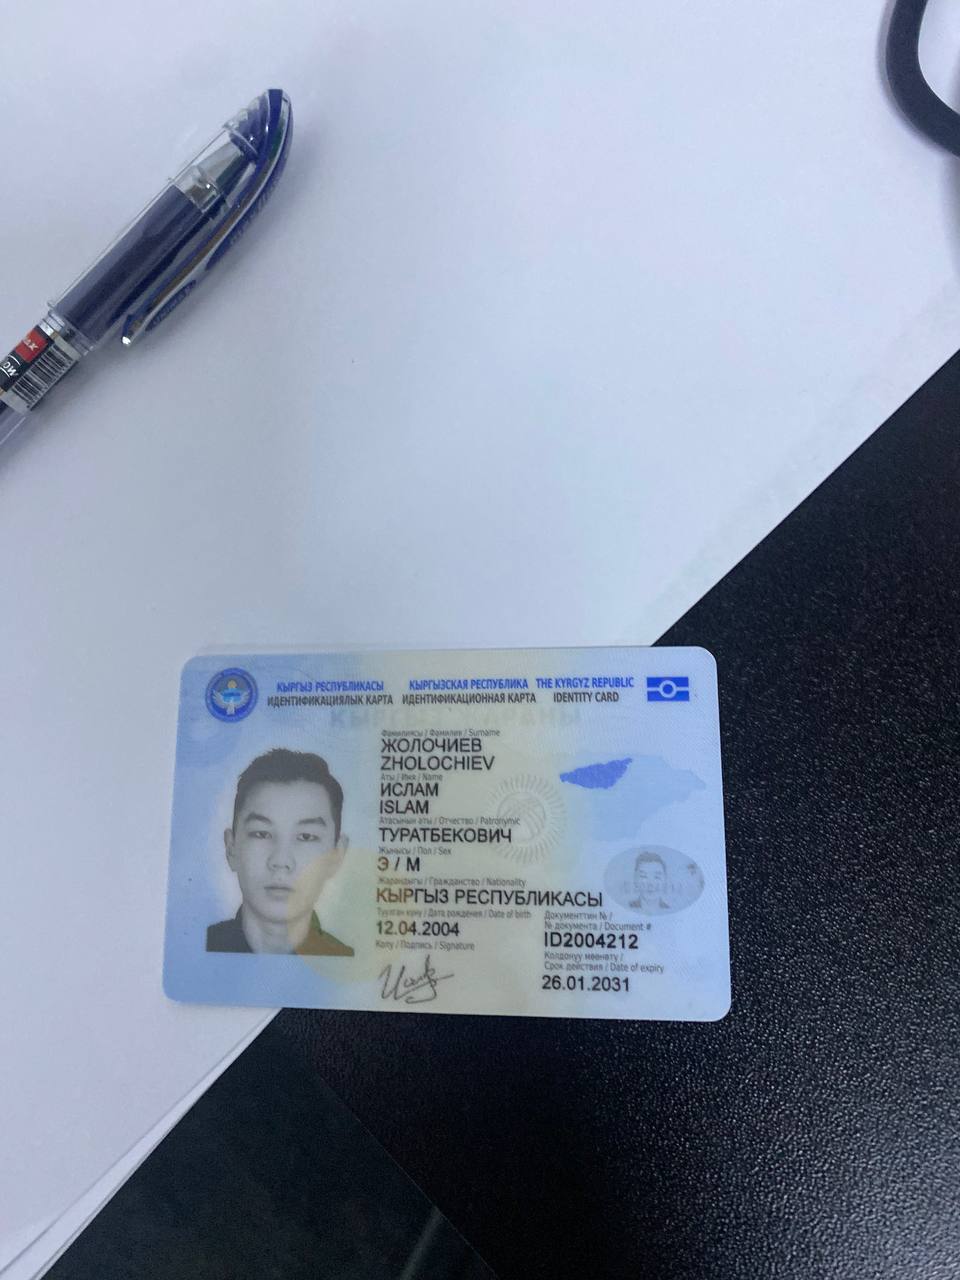 КЫРГЫЗ РЕСПУБЛИКАСЫ КЫРГЫЗСКАЯ РЕСПУБЛИКА THE KYRGYZ REPUBLIC
ИДЕНТИФИКАЦИЯЛЫК КАРТА ИДЕНТИФИКАЦИОННАЯ КАРТА IDENTITY CARD
Фамилиясы / Фамилия / Surname
ЖОЛОЧИЕВ
ZHOLOCHIEV
Аты / Имя / Name
ИСЛАМ
ISLAM
Атасынын аты / Отчество / Patronymic
ТУРАТБЕКОВИЧ
Жынысы / Пол / Sex
Э / М
Жарандыгы / Гражданство / Nationality
КЫРГЫЗ РЕСПУБЛИКАСЫ
Туулган күнү / Дата рождения / Date of birth
12.04.2004
Колу / Подпись / Signature
Документтин № /
№ документа / Document #
ID2004212
Колдонуу мөөнөтү /
Срок действия / Date of expiry
26.01.2031